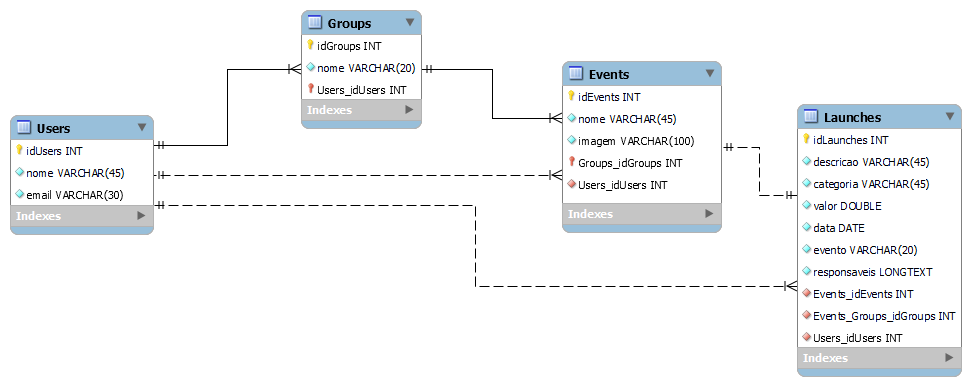 Groups
idGroups INT
nome VARCHAR(20)
Users_idUsers INT
Indexes
Users
idUsers INT
nome VARCHAR(45)
email VARCHAR(30)
Indexes
Events
idEvents INT
nome VARCHAR(45)
imagem VARCHAR(100)
Groups_idGroups INT
Users_idUsers INT
Indexes
Launches
idLaunches INT
descricao VARCHAR(45)
categoria VARCHAR(45)
valor DOUBLE
data DATE
evento VARCHAR(20)
responsaveis LONGTEXT
Events_idEvents INT
Events_Groups_idGroups INT
Users_idUsers INT
Indexes